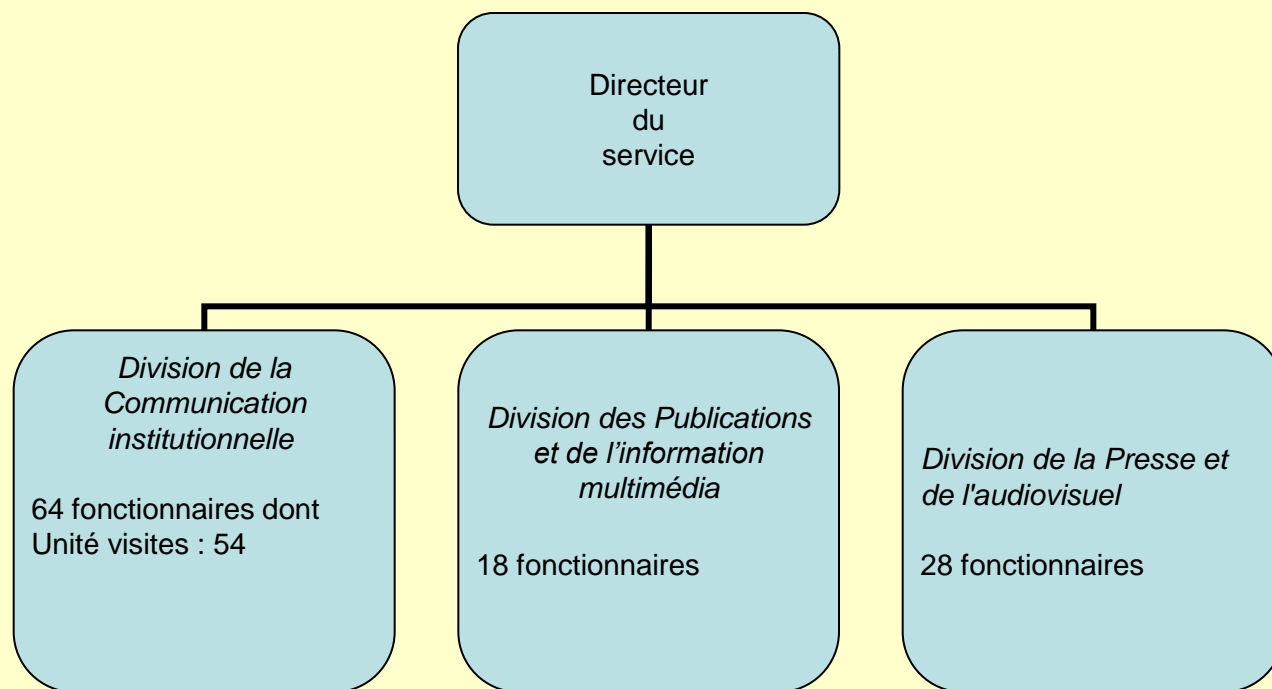 Directeur
du
service
Division de la
Communication
institutionnelle
64 fonctionnaires dont
Unité visites : 54
Division des Publications
et de l’information
multimédia
18 fonctionnaires
Division de la Presse et
de l'audiovisuel
28 fonctionnaires